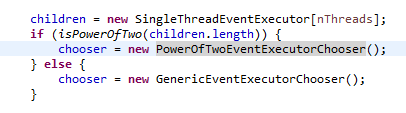 children = new SingleThreadEventExecutor[nThreads];
if (isPowerOfTwo(children.length)) {
chooser = new PowerOfTwoEventExecutorChooser();
} else {
chooser = new GenericEventExecutorChooser();
}